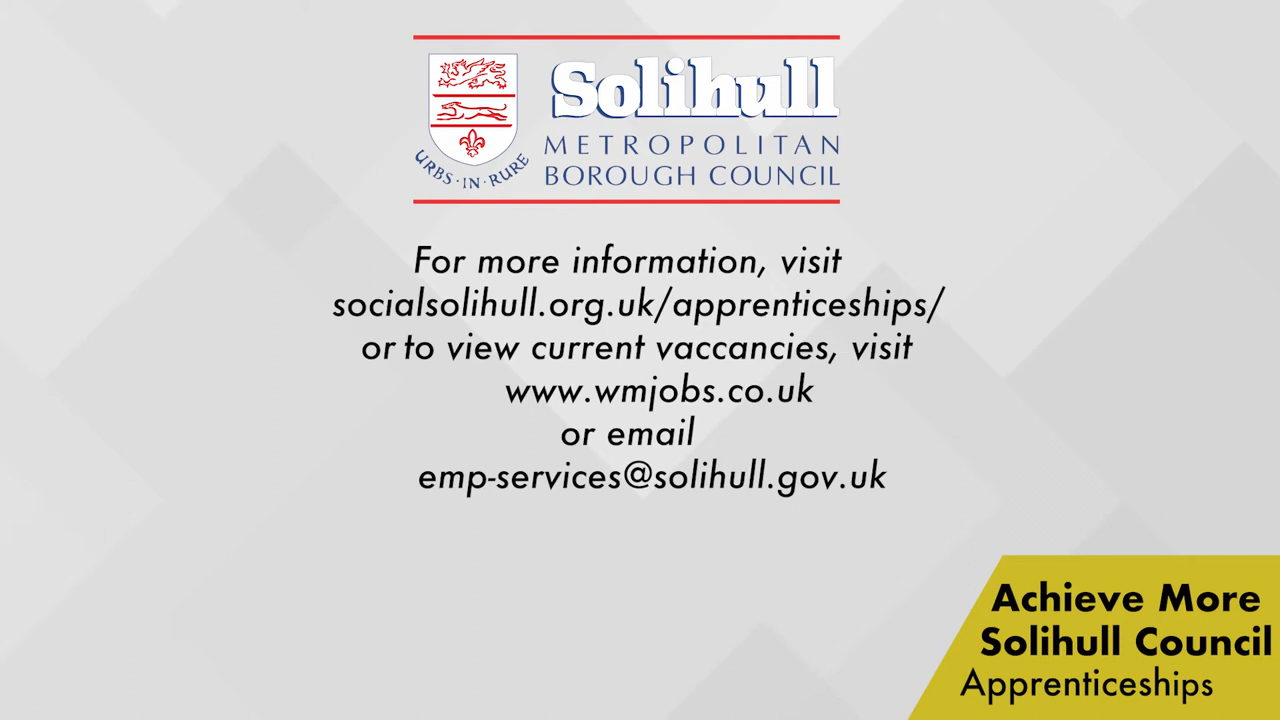 Solihull
METROPOLITAN
BOROUGH COUNCIL
URBS·IN·RURE
For more information, visit
socialsolihull.org.uk/apprenticeships/
or to view current vaccancies, visit
www.wmjobs.co.uk
or email
emp-services@solihull.gov.uk
Achieve More
Solihull Council
Apprenticeships